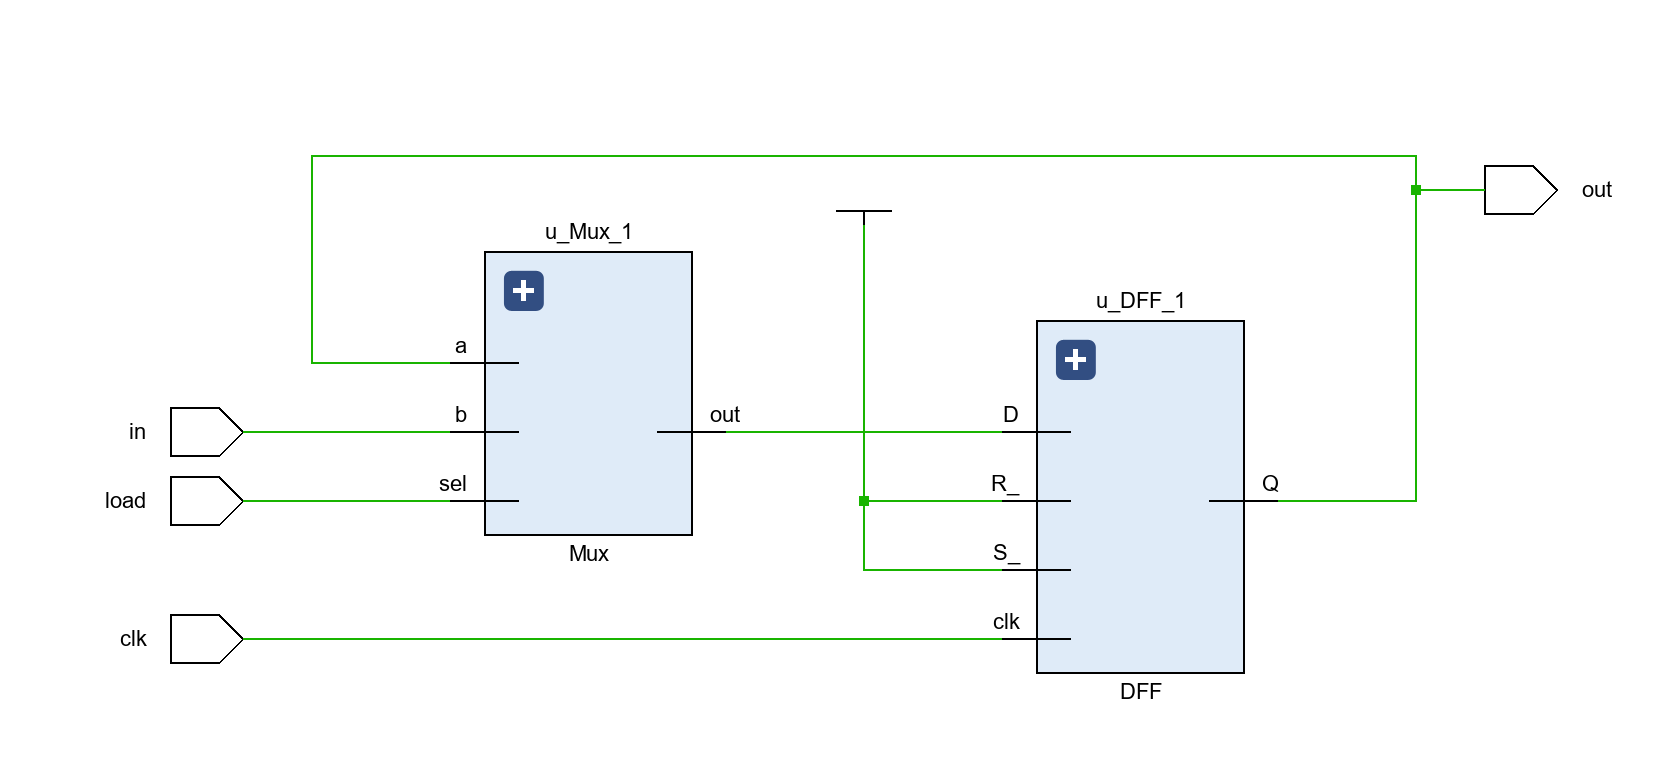 out
u_Mux_1
u_DFF_1
a
b
out
D
in
sel
R_
Q
load
S_
Mux
clk
clk
DFF